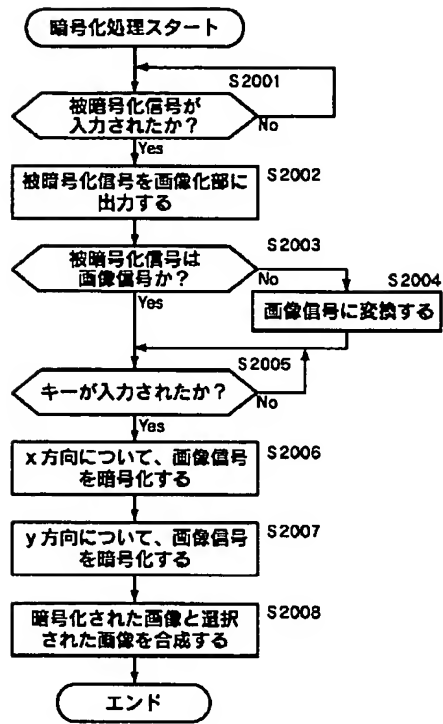 暗号化処理スタート
S2001
被暗号化信号が
入力されたか?
No
Yes
被暗号化信号を画像化部に
出力する
S2002
被暗号化信号は
画像信号か?
S2003
No
Yes
S2004
画像信号に変換する
S2005
キーが入力されたか?
No
Yes
x方向について、画像信号
を暗号化する
S2006
y方向について、画像信号
を暗号化する
S2007
暗号化された画像と選択
された画像を合成する
S2008
エンド